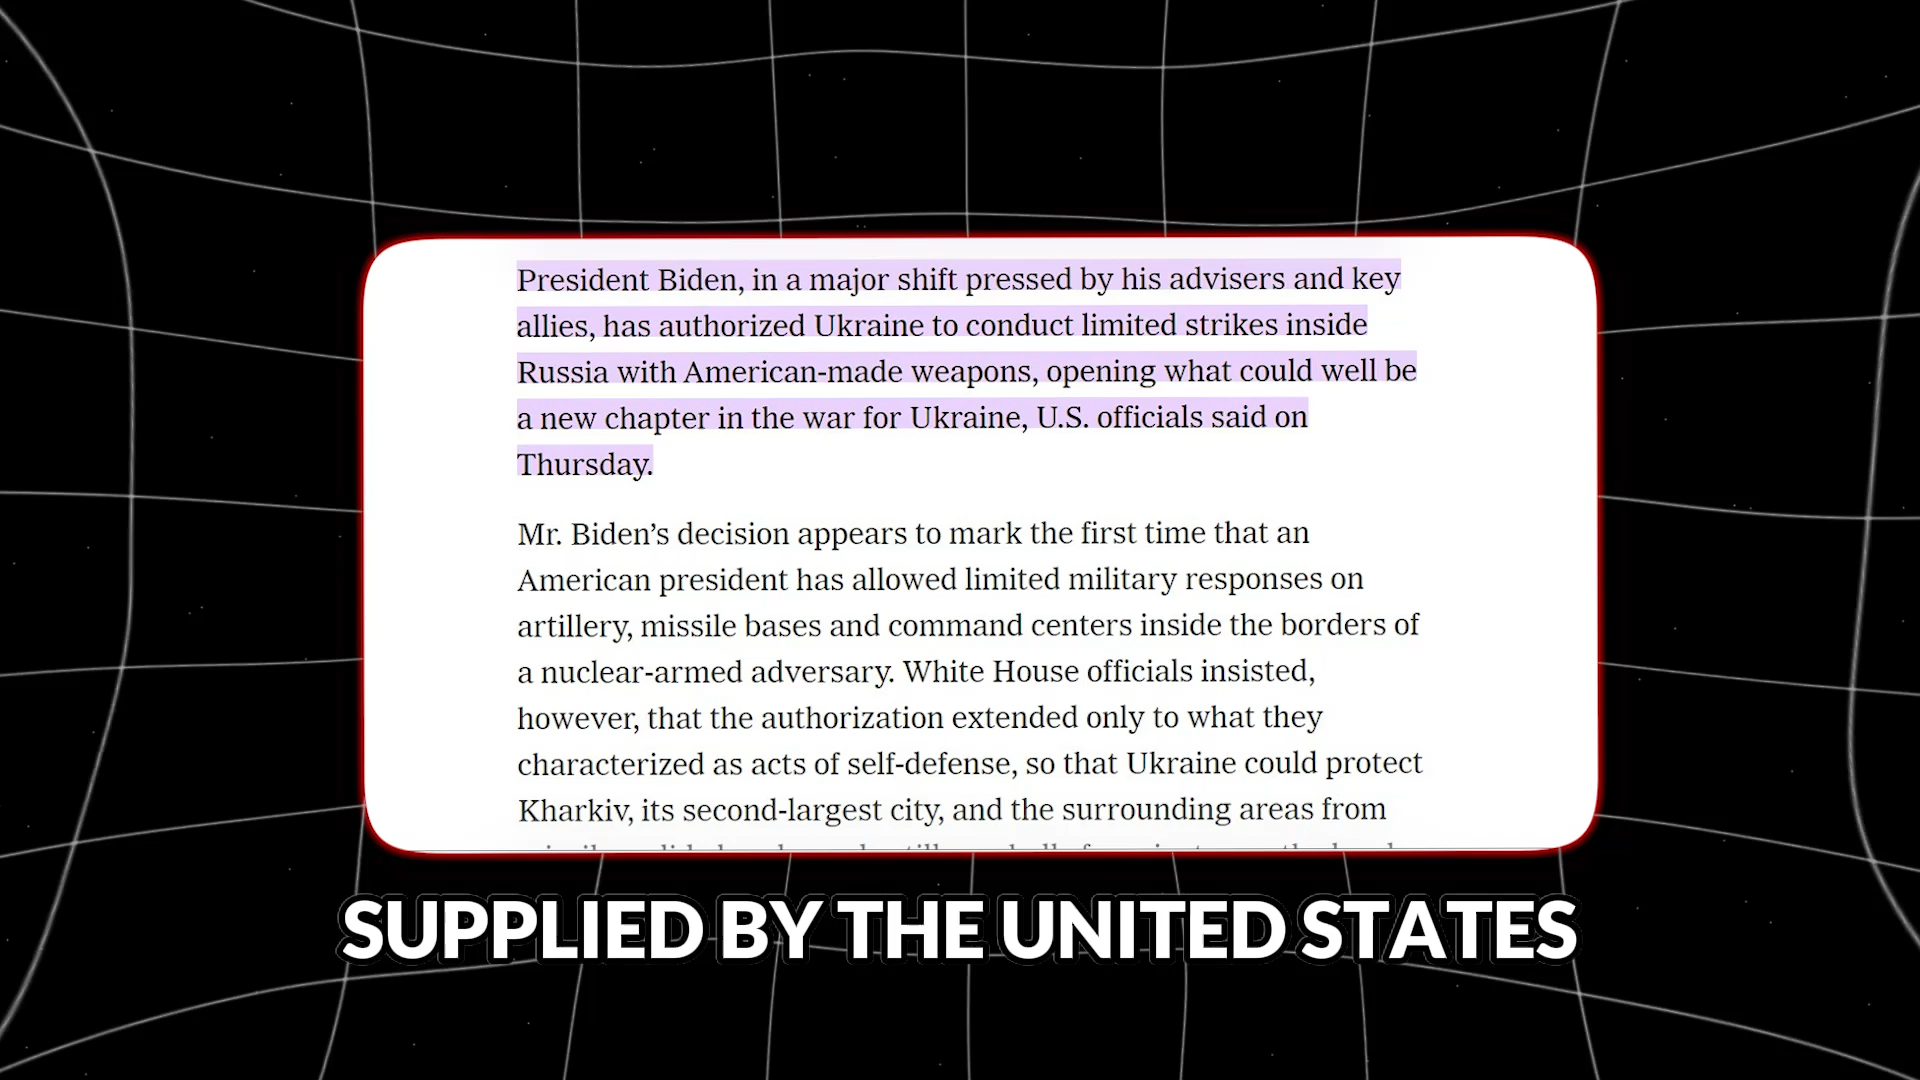 President Biden, in a major shift pressed by his advisers and key
allies, has authorized Ukraine to conduct limited strikes inside
Russia with American-made weapons, opening what could well be
a new chapter in the war for Ukraine, U.S. officials said on
Thursday.
Mr. Biden’s decision appears to mark the first time that an
American president has allowed limited military responses on
artillery, missile bases and command centers inside the borders of
a nuclear-armed adversary. White House officials insisted,
however, that the authorization extended only to what they
characterized as acts of self-defense, so that Ukraine could protect
Kharkiv, its second-largest city, and the surrounding areas from
SUPPLIED BY THE UNITED STATES